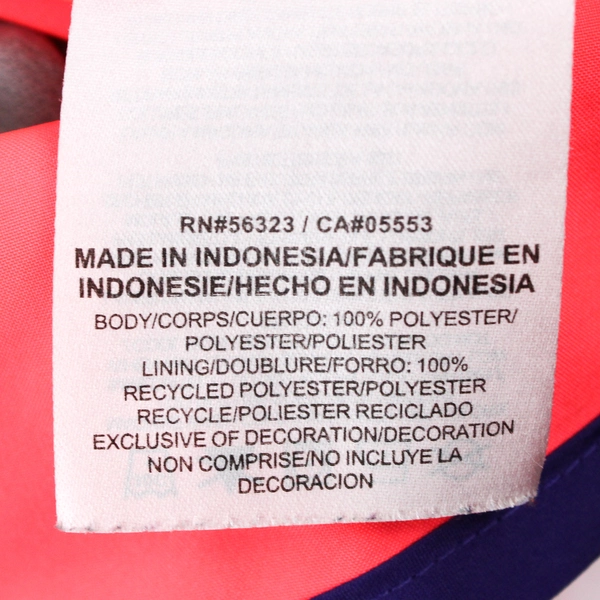 RN#56323 / CA#05553
MADE IN INDONESIA/FABRIQUE EN
INDONESIE/HECHO EN INDONESIA
BODY/CORPS/CUERPO: 100% POLYESTER/
POLYESTER/POLIESTER
LINING/DOUBLURE/FORRO: 100%
RECYCLED POLYESTER/POLYESTER
RECYCLE/POLIESTER RECICLADO
EXCLUSIVE OF DECORATION/DECORATION
NON COMPRISE/NO INCLUYE LA
DECORACION